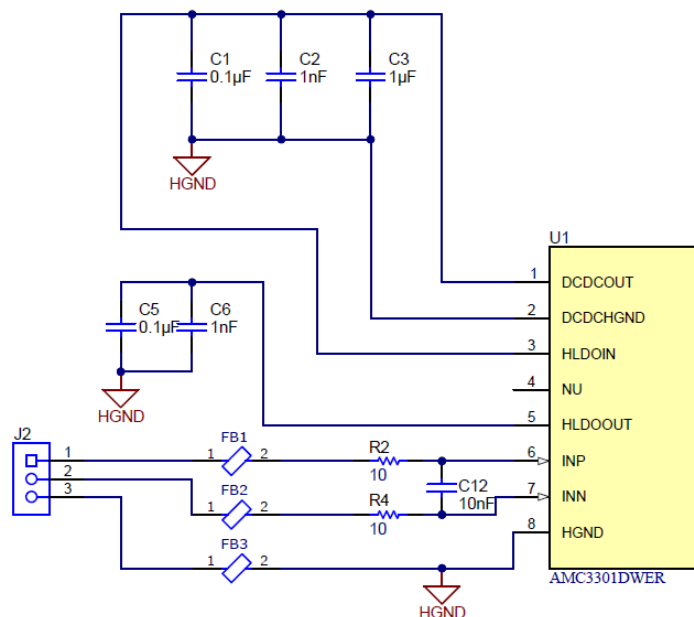 C1
0.1µF
C2
1nF
C3
1µF
HGND
U1
1 DCDCOUT
2 DCDCHGND
3 HLDOIN
4 NU
5 HLDOOUT
6 INP
7 INN
8 HGND
AMC3301DWER
C5
0.1µF
C6
1nF
HGND
J2
1
2
3
FB1
1 2
R2
10
FB2
1 2
R4
10
C12
10nF
FB3
1 2
HGND